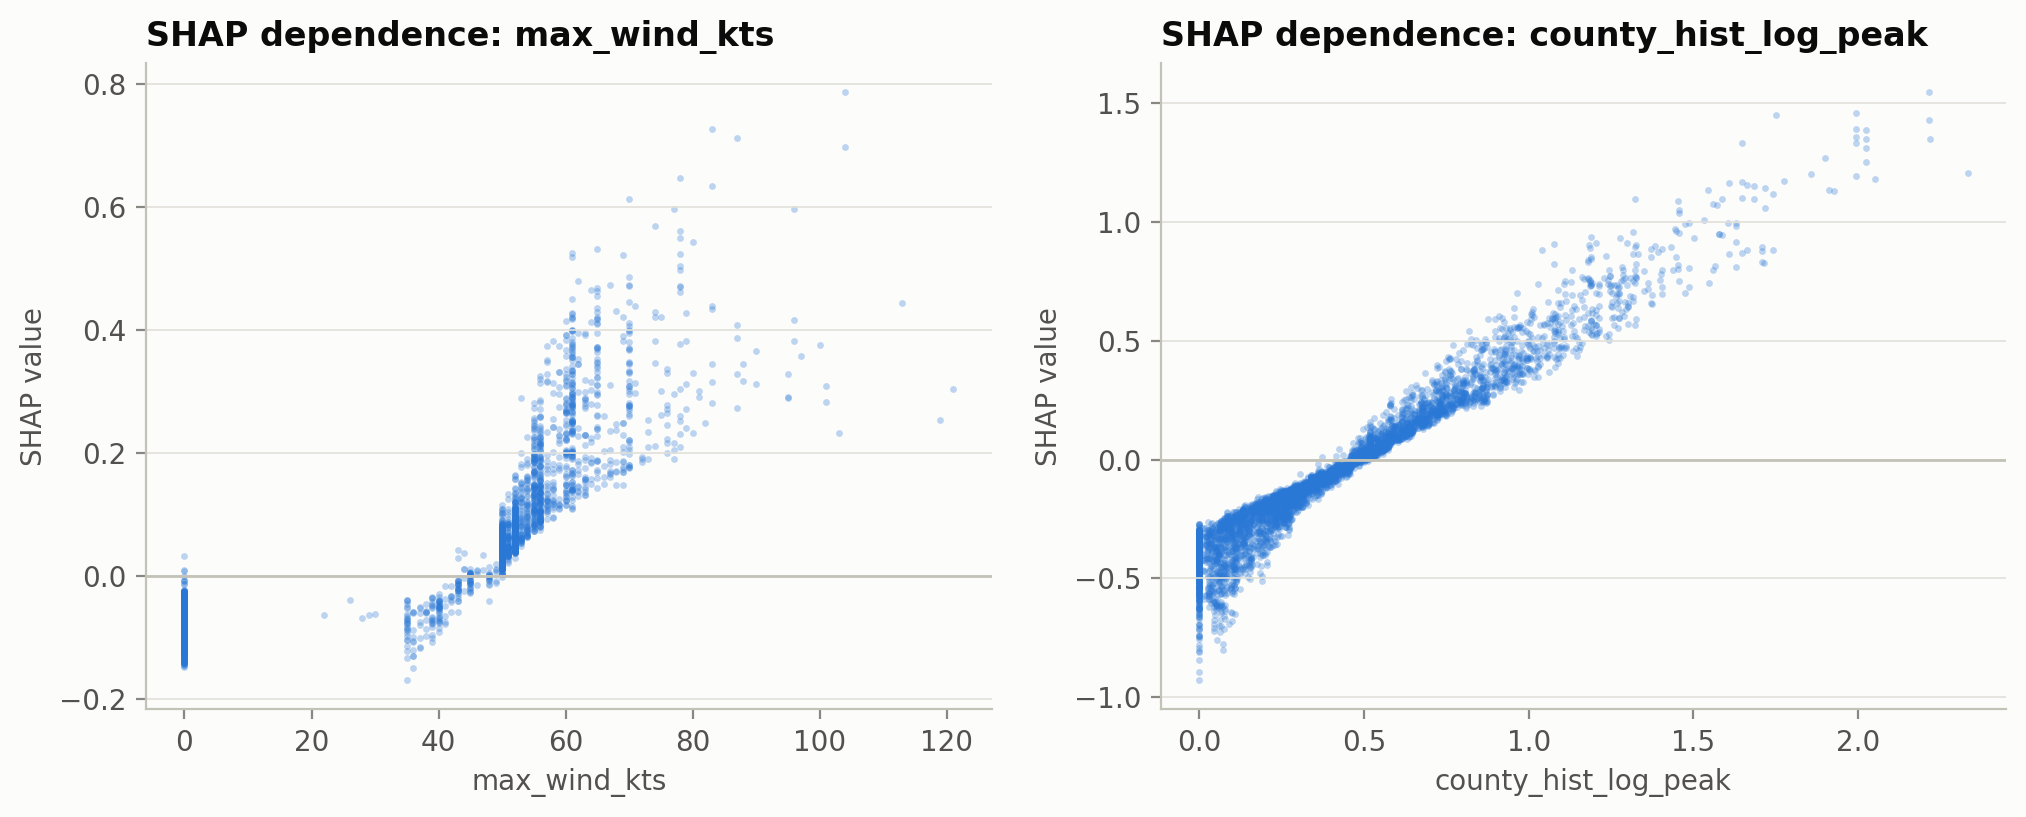 SHAP dependence: max_wind_kts
0.8
0.6
0.4
0.2
0.0
−0.2
SHAP value
0 20 40 60 80 100 120
max_wind_kts
SHAP dependence: county_hist_log_peak
1.5
1.0
0.5
0.0
−0.5
−1.0
SHAP value
0.0 0.5 1.0 1.5 2.0
county_hist_log_peak